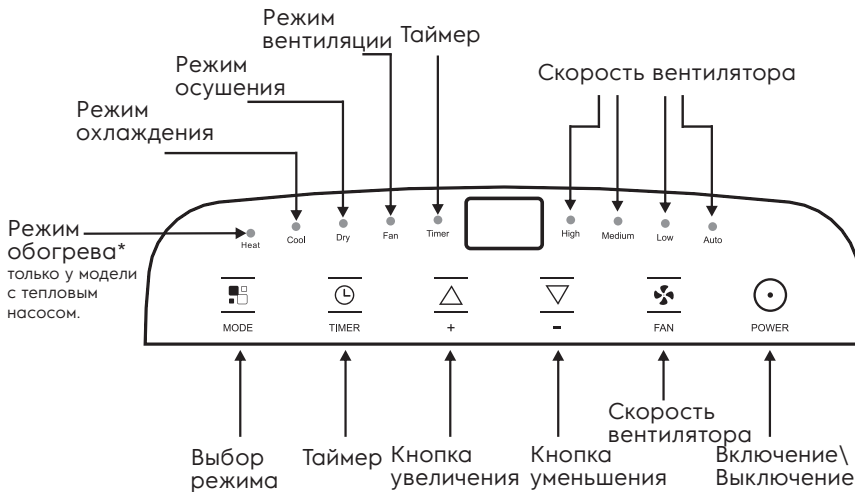 Режим
вентиляции
Таймер
Режим
осушения
Скорость вентилятора
Режим
охлаждения
Режим
обогрева*
только у модели
с тепловым
насосом.
Heat
Cool
Dry
Fan
Timer
High
Medium
Low
Auto
MODE
TIMER
+
-
FAN
POWER
Выбор
режима
Таймер
Кнопка
увеличения
Кнопка
уменьшения
Скорость
вентилятора
Включение\
Выключение